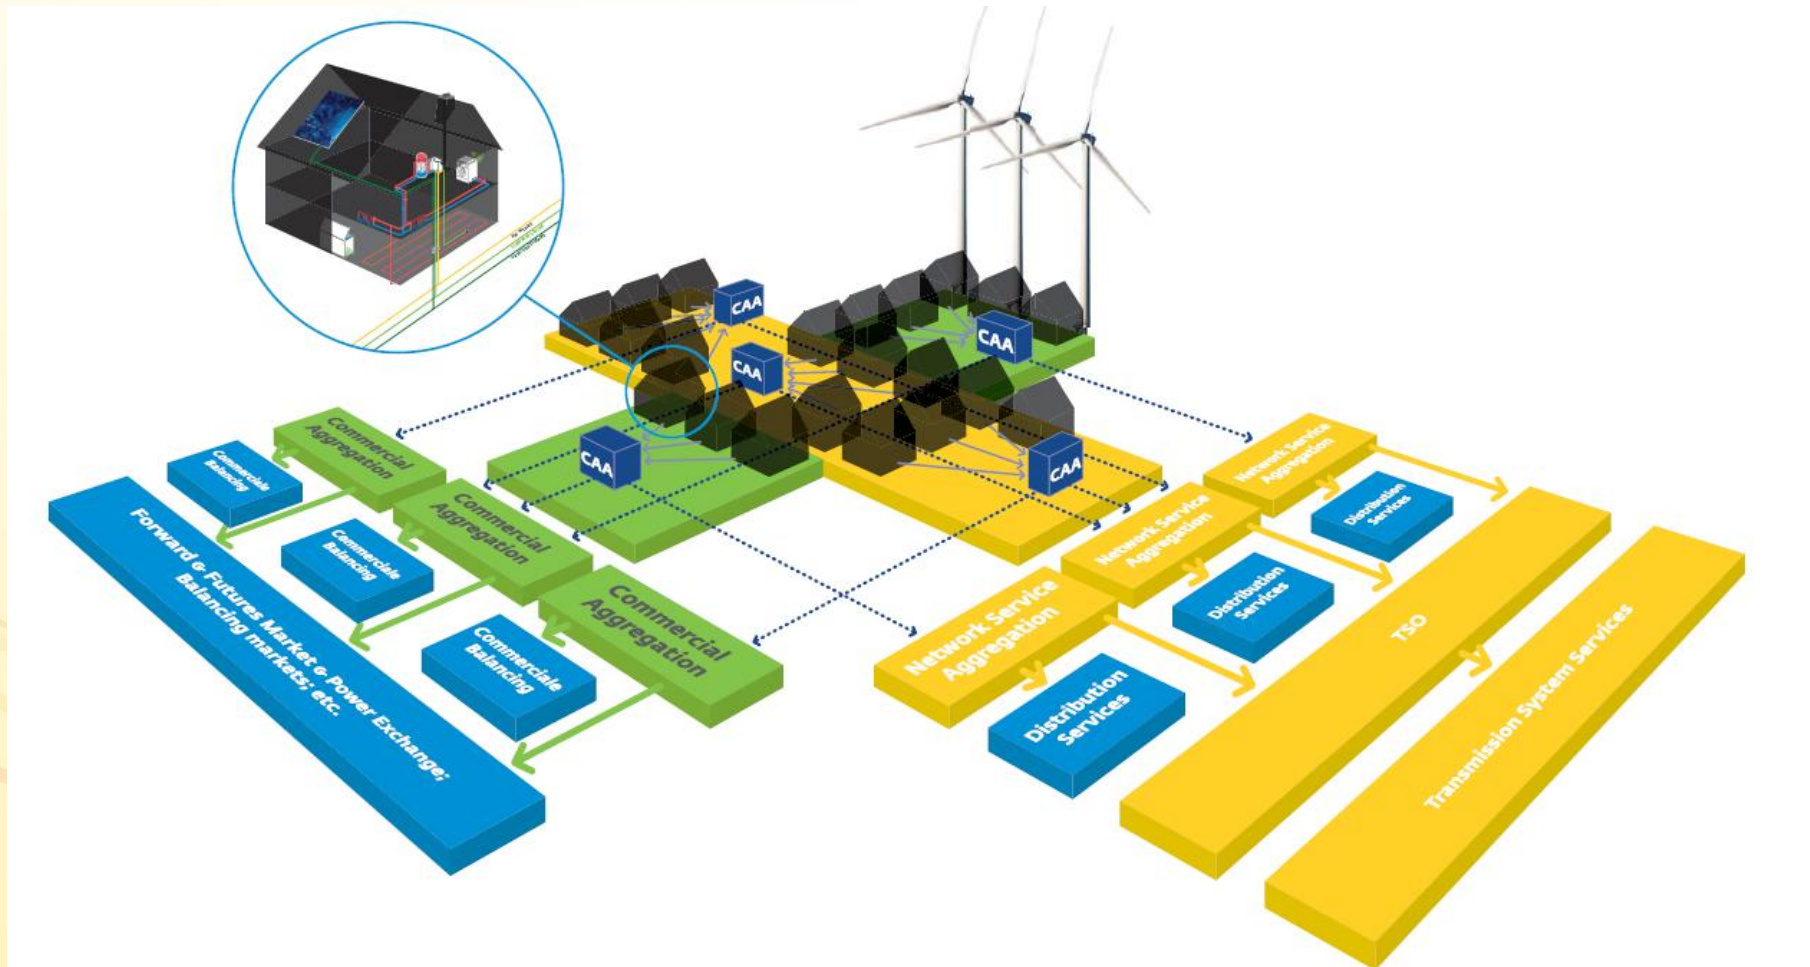 CAA
CAA
CAA
CAA
CAA
Commercial
Aggregation
Commerciale
Balancing
Commercial
Aggregation
Commerciale
Balancing
Commercial
Aggregation
Commerciale
Balancing
Forward & Futures Market & Power Exchange;
Balancing markets; etc.
Network Service
Aggregation
Distribution
Services
Network Service
Aggregation
Distribution
Services
Network Service
Aggregation
Distribution
Services
TSO
Transmission System Services